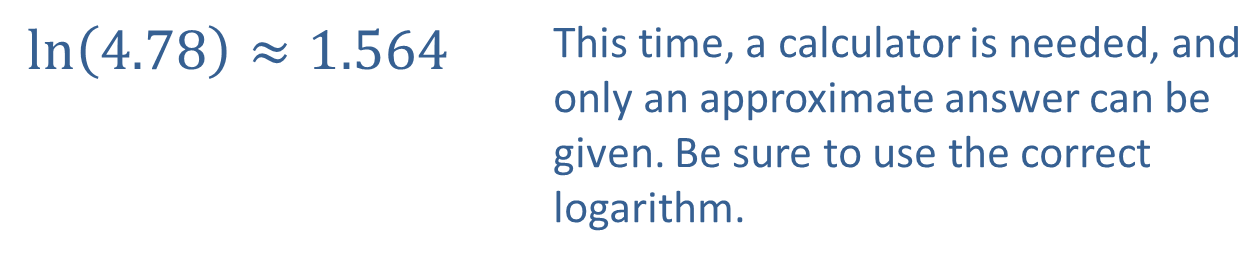 ln(4.78) ≈ 1.564
This time, a calculator is needed, and
only an approximate answer can be
given. Be sure to use the correct
logarithm.